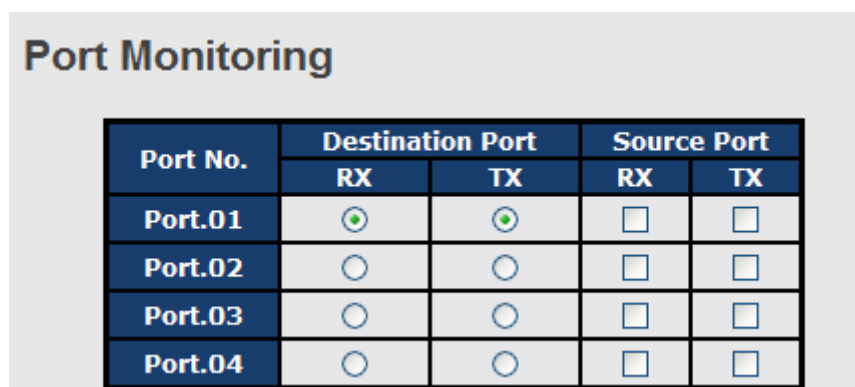 Port Monitoring
Port No. Destination Port Source Port
RX TX RX TX
Port.01
Port.02
Port.03
Port.04